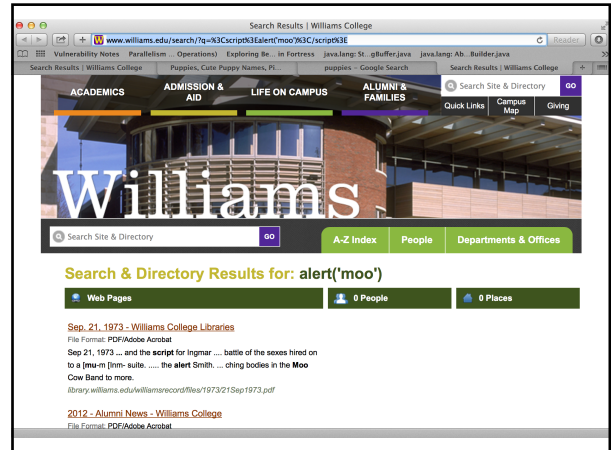 Search Results | Williams College
www.williams.edu/search/?q=%3Cscript%3Ealert('moo')%3C/script%3E
Reader
Vulnerability Notes Parallelism ... Operations) Exploring Be... in Fortress java.lang: St...gBuffer.java java.lang: Ab...Builder.java
Search Results | Williams College Puppies, Cute Puppy Names, Pi... puppies – Google Search Search Results | Williams College
ACADEMICS
ADMISSION &
AID
LIFE ON CAMPUS
ALUMNI &
FAMILIES
Search Site & Directory GO
Quick Links
Campus
Map
Giving
Williams
Search Site & Directory GO
A-Z Index People Departments & Offices
Search & Directory Results for: alert('moo')
Web Pages 0 People 0 Places
Sep. 21, 1973 - Williams College Libraries
File Format: PDF/Adobe Acrobat
Sep 21, 1973 ... and the script for Ingmar .... battle of the sexes hired on
to a [mu-m [Inm- suite. ..... the alert Smith. ... ching bodies in the Moo
Cow Band to more.
library.williams.edu/williamsrecord/files/1973/21Sep1973.pdf
2012 - Alumni News - Williams College
File Format: PDF/Adobe Acrobat